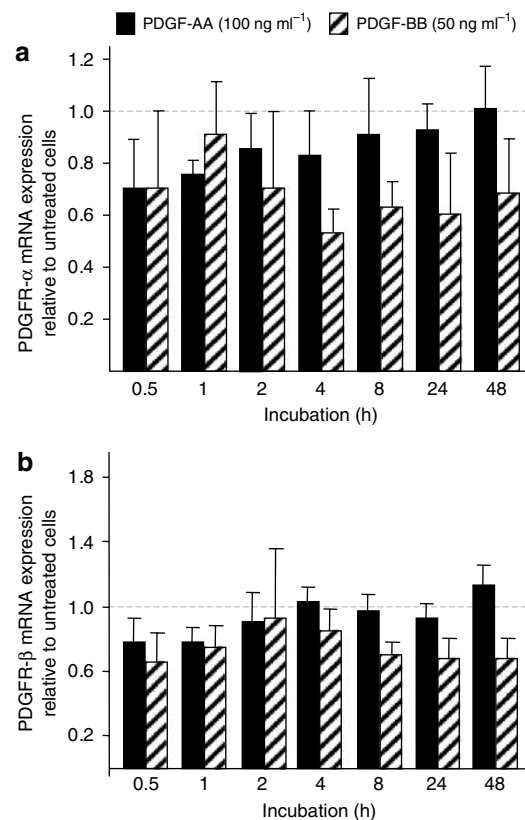 PDGF-AA (100 ng ml⁻¹) PDGF-BB (50 ng ml⁻¹)
a
PDGFR-α mRNA expression
relative to untreated cells
1.2
1.0
0.8
0.6
0.4
0.2
0.5 1 2 4 8 24 48
Incubation (h)
b
PDGFR-β mRNA expression
relative to untreated cells
1.8
1.4
1.0
0.6
0.2
0.5 1 2 4 8 24 48
Incubation (h)